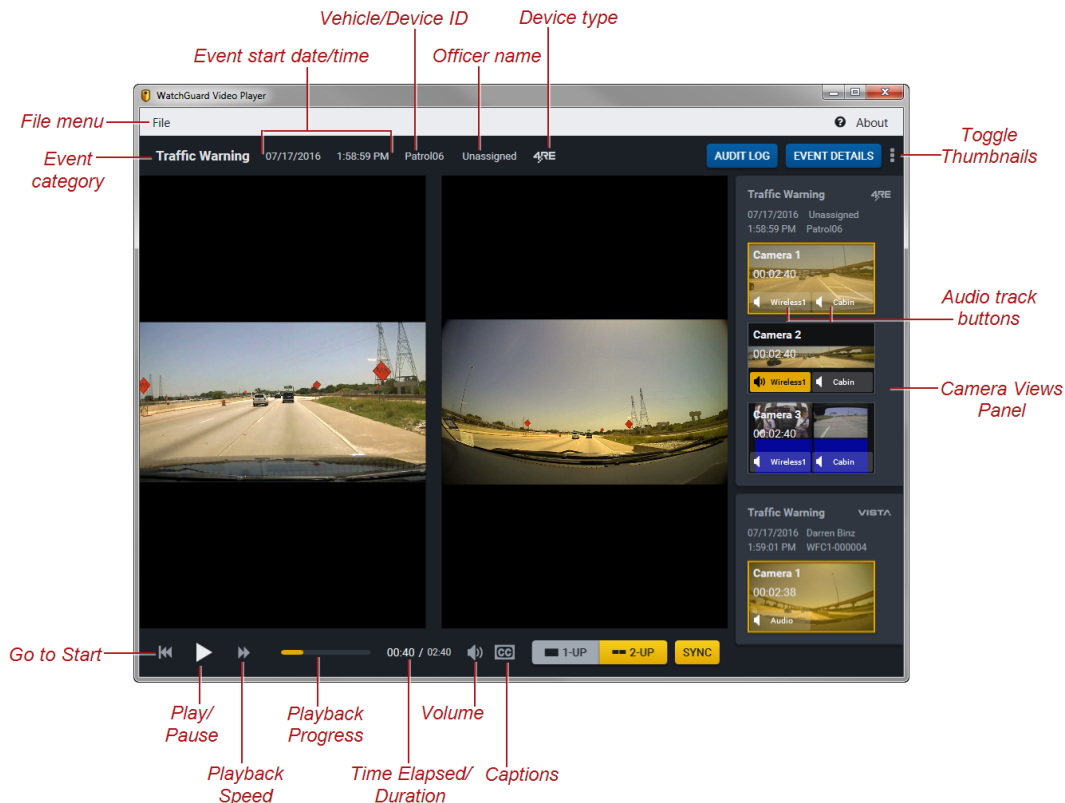 Vehicle/Device ID
Device type
Event start date/time
Officer name
WatchGuard Video Player
File menu
File
About
Event
category
Traffic Warning 07/17/2016 1:58:59 PM Patrol06 Unassigned 4RE
AUDIT LOG
EVENT DETAILS
Toggle
Thumbnails
Traffic Warning 4RE
07/17/2016 Unassigned
1:58:59 PM Patrol06
Camera 1
00:02:40
Wireless1 Cabin
Audio track
buttons
Camera 2
00:02:40
Wireless1 Cabin
Camera Views
Panel
Camera 3
00:02:40
Wireless1 Cabin
Traffic Warning VISTA
07/17/2016 Darren Binz
1:59:01 PM WFC1-000004
Camera 1
00:02:38
Audio
Go to Start
00:40 / 02:40
CC
1-UP
2-UP
SYNC
Play/
Pause
Playback
Progress
Volume
Playback
Speed
Time Elapsed/
Duration
Captions